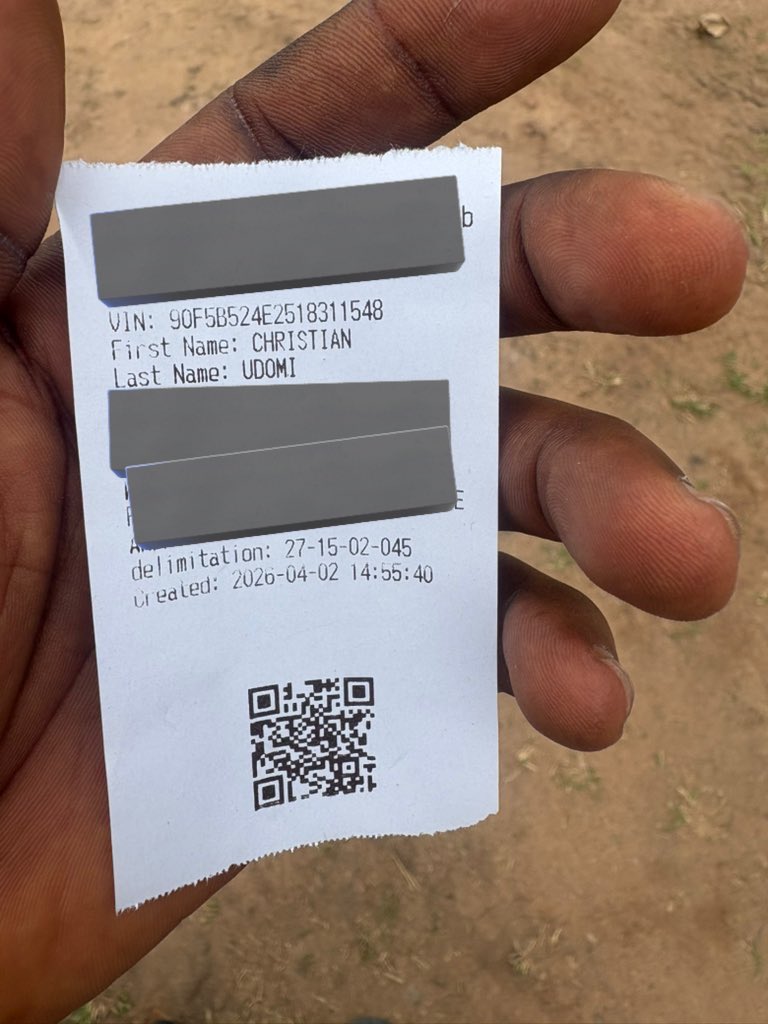 b
VIN: 90F5B524E2518311548
First Name: CHRISTIAN
Last Name: UDOMI
E
delimitation: 27-15-02-045
Created: 2026-04-02 14:55:40